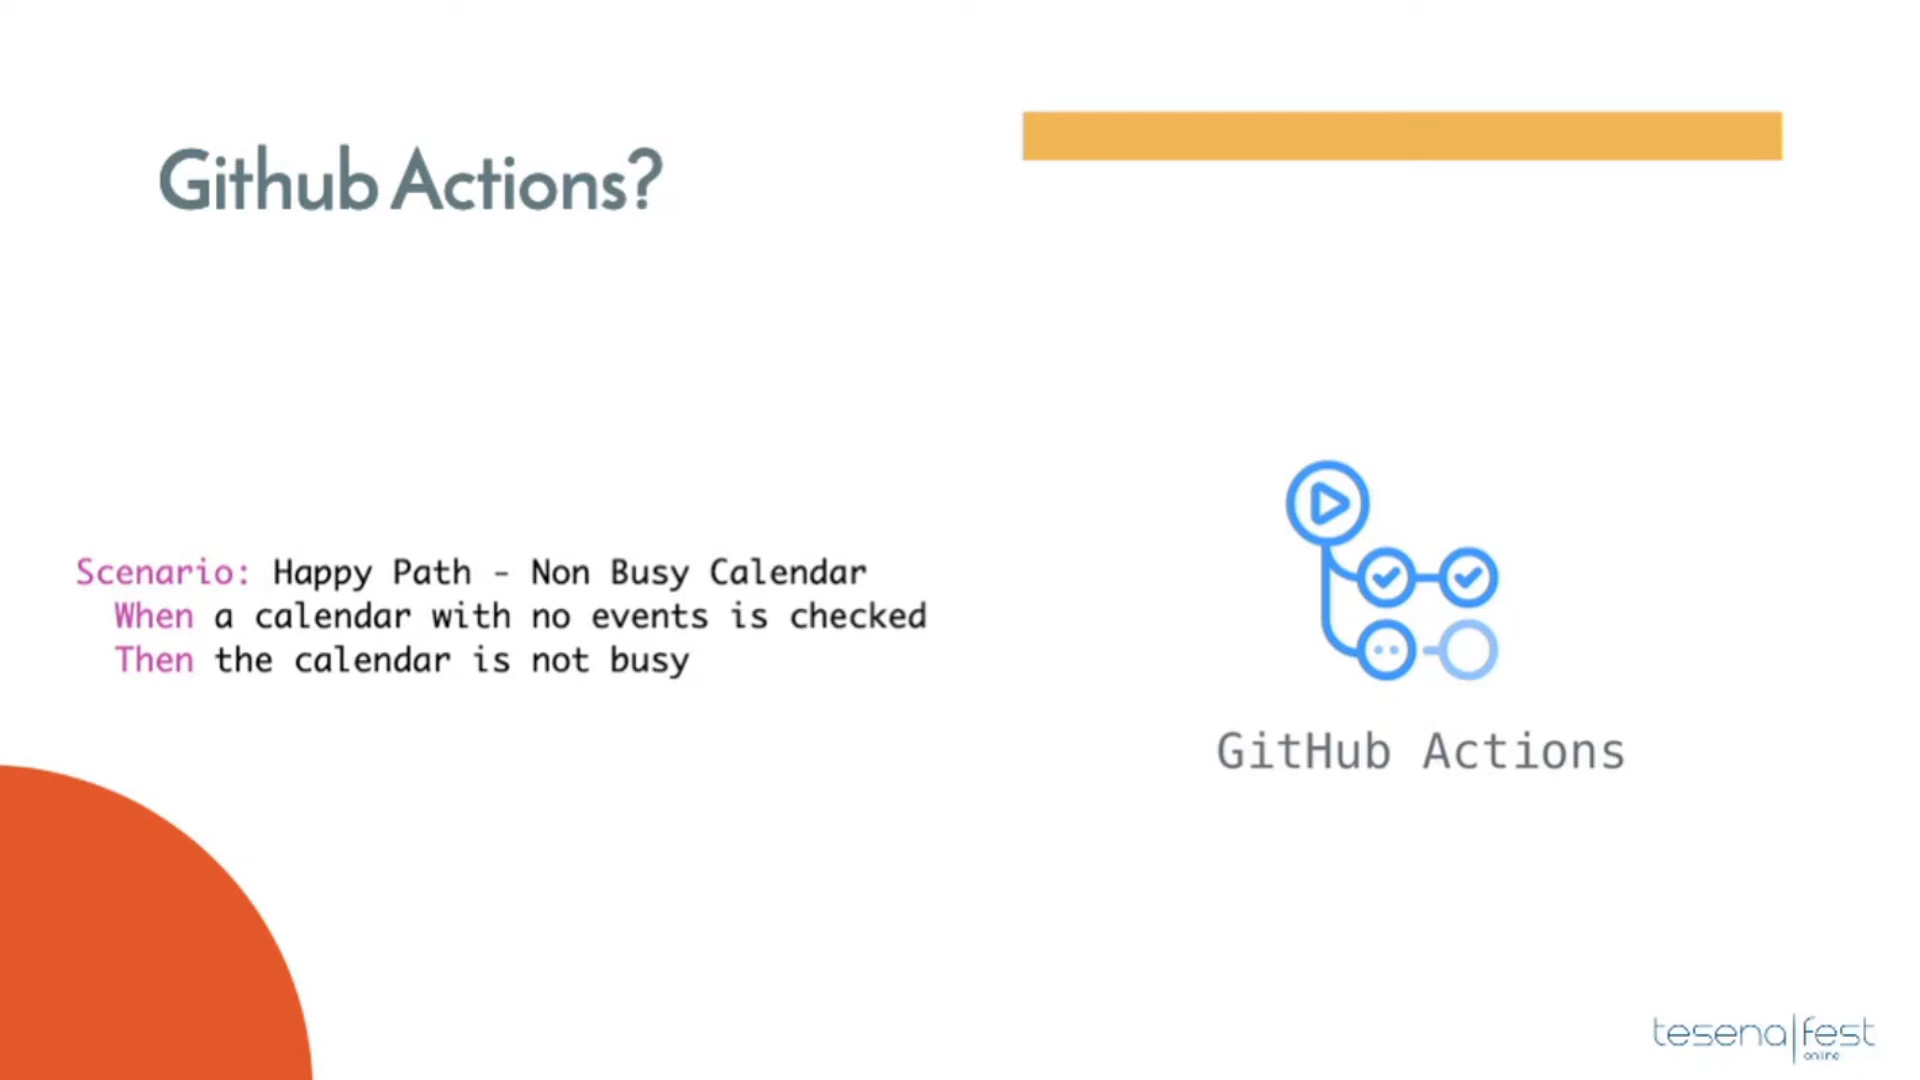 Github Actions?
Scenario: Happy Path - Non Busy Calendar
When a calendar with no events is checked
Then the calendar is not busy
GitHub Actions
tesena|fest
online